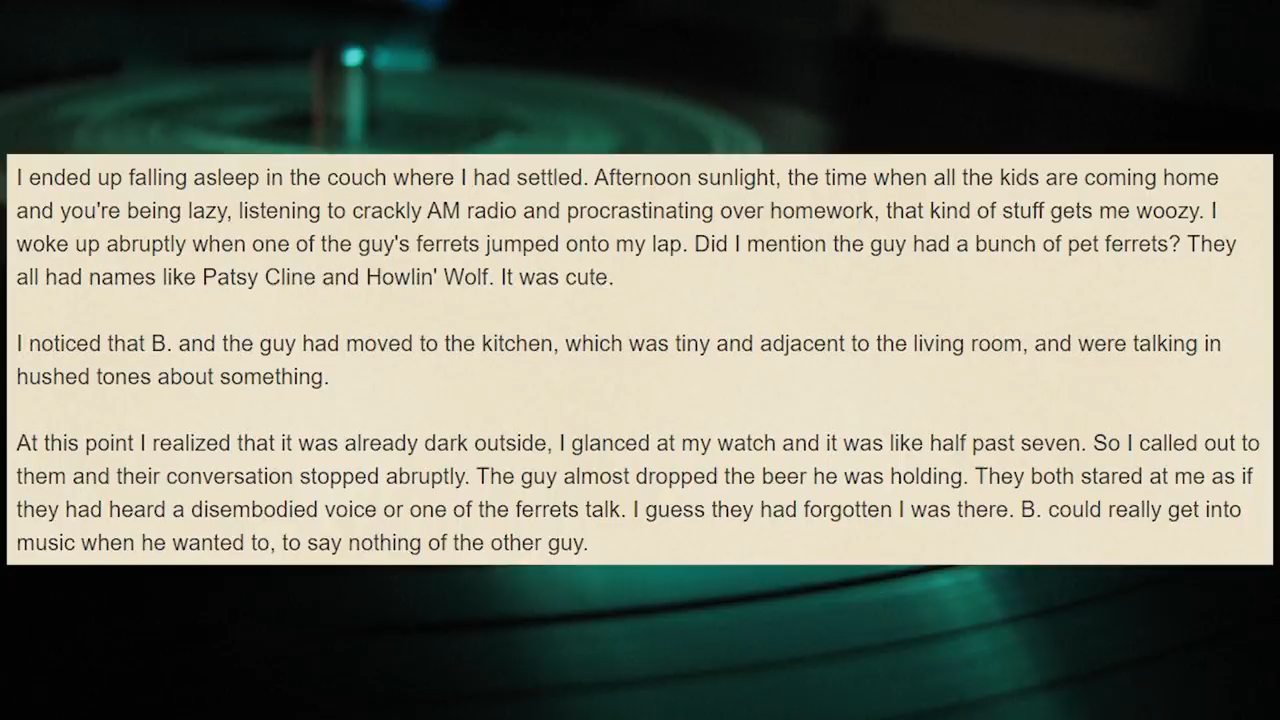 I ended up falling asleep in the couch where I had settled. Afternoon sunlight, the time when all the kids are coming home
and you're being lazy, listening to crackly AM radio and procrastinating over homework, that kind of stuff gets me woozy. I
woke up abruptly when one of the guy's ferrets jumped onto my lap. Did I mention the guy had a bunch of pet ferrets? They
all had names like Patsy Cline and Howlin' Wolf. It was cute.
I noticed that B. and the guy had moved to the kitchen, which was tiny and adjacent to the living room, and were talking in
hushed tones about something.
At this point I realized that it was already dark outside, I glanced at my watch and it was like half past seven. So I called out to
them and their conversation stopped abruptly. The guy almost dropped the beer he was holding. They both stared at me as if
they had heard a disembodied voice or one of the ferrets talk. I guess they had forgotten I was there. B. could really get into
music when he wanted to, to say nothing of the other guy.